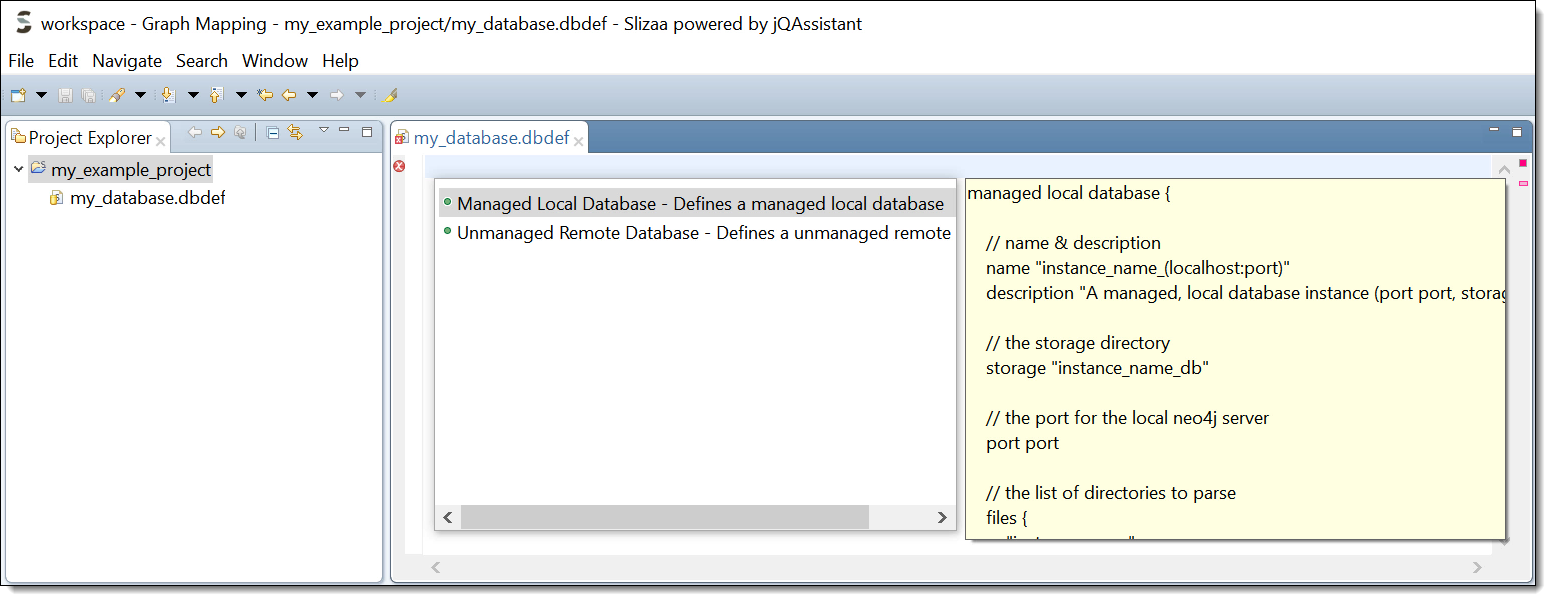 workspace - Graph Mapping - my_example_project/my_database.dbdef - Slizaa powered by jQAssistant
File Edit Navigate Search Window Help
Project Explorer
my_database.dbdef
my_example_project
my_database.dbdef
Managed Local Database - Defines a managed local database
Unmanaged Remote Database - Defines a unmanaged remote
managed local database {
// name & description
name "instance_name_(localhost:port)"
description "A managed, local database instance (port port,
// the storage directory
storage "instance_name_db"
// the port for the local neo4j server
port port
// the list of directories to parse
files {